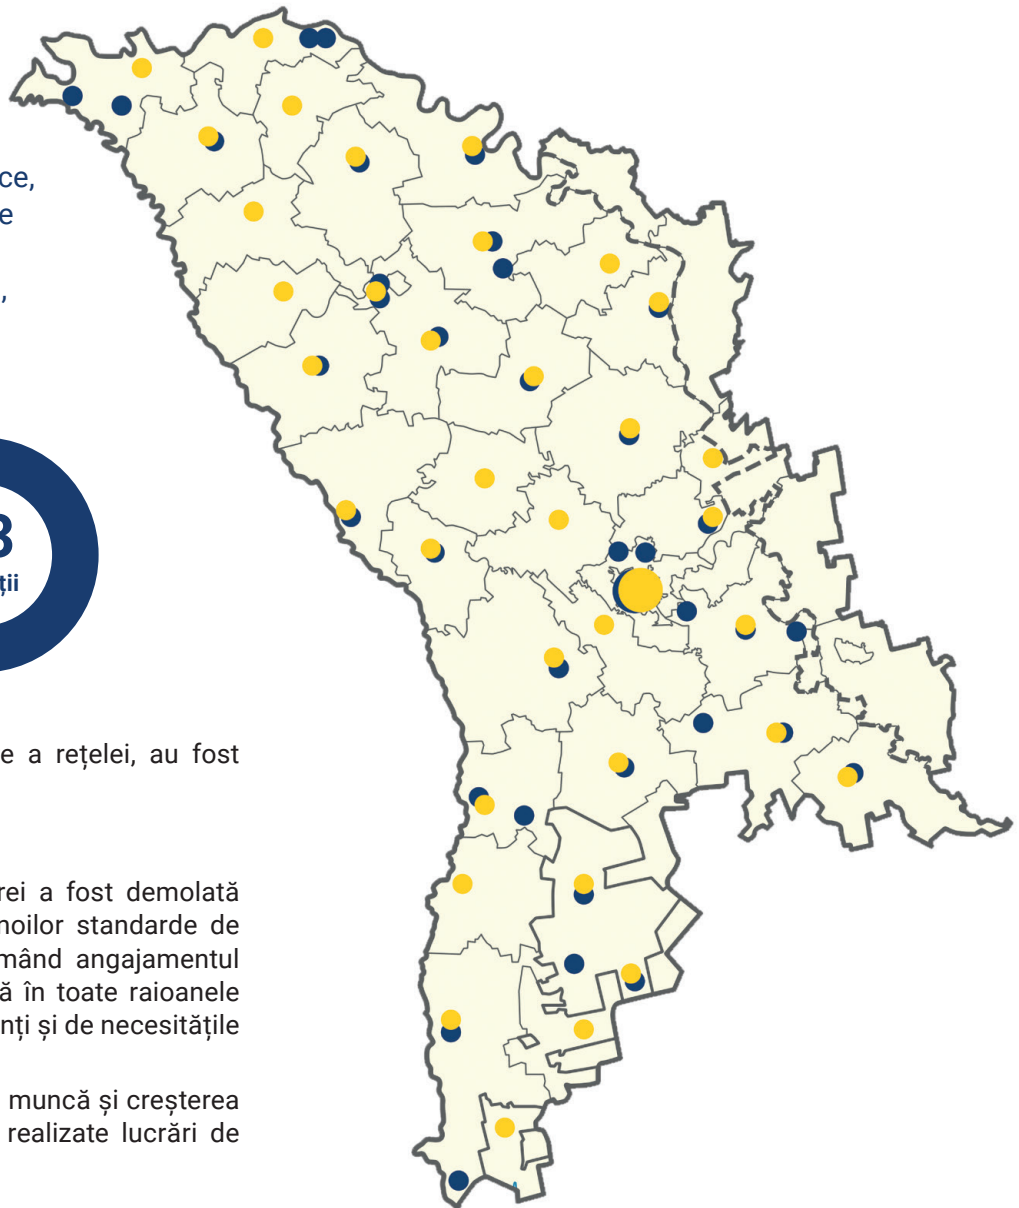 ce,
e
,
ții
e a rețelei, au fost
rei a fost demolată
noilor standarde de
mând angajamentul
ă în toate raioanele
nți și de necesitățile
muncă și creșterea
realizate lucrări de